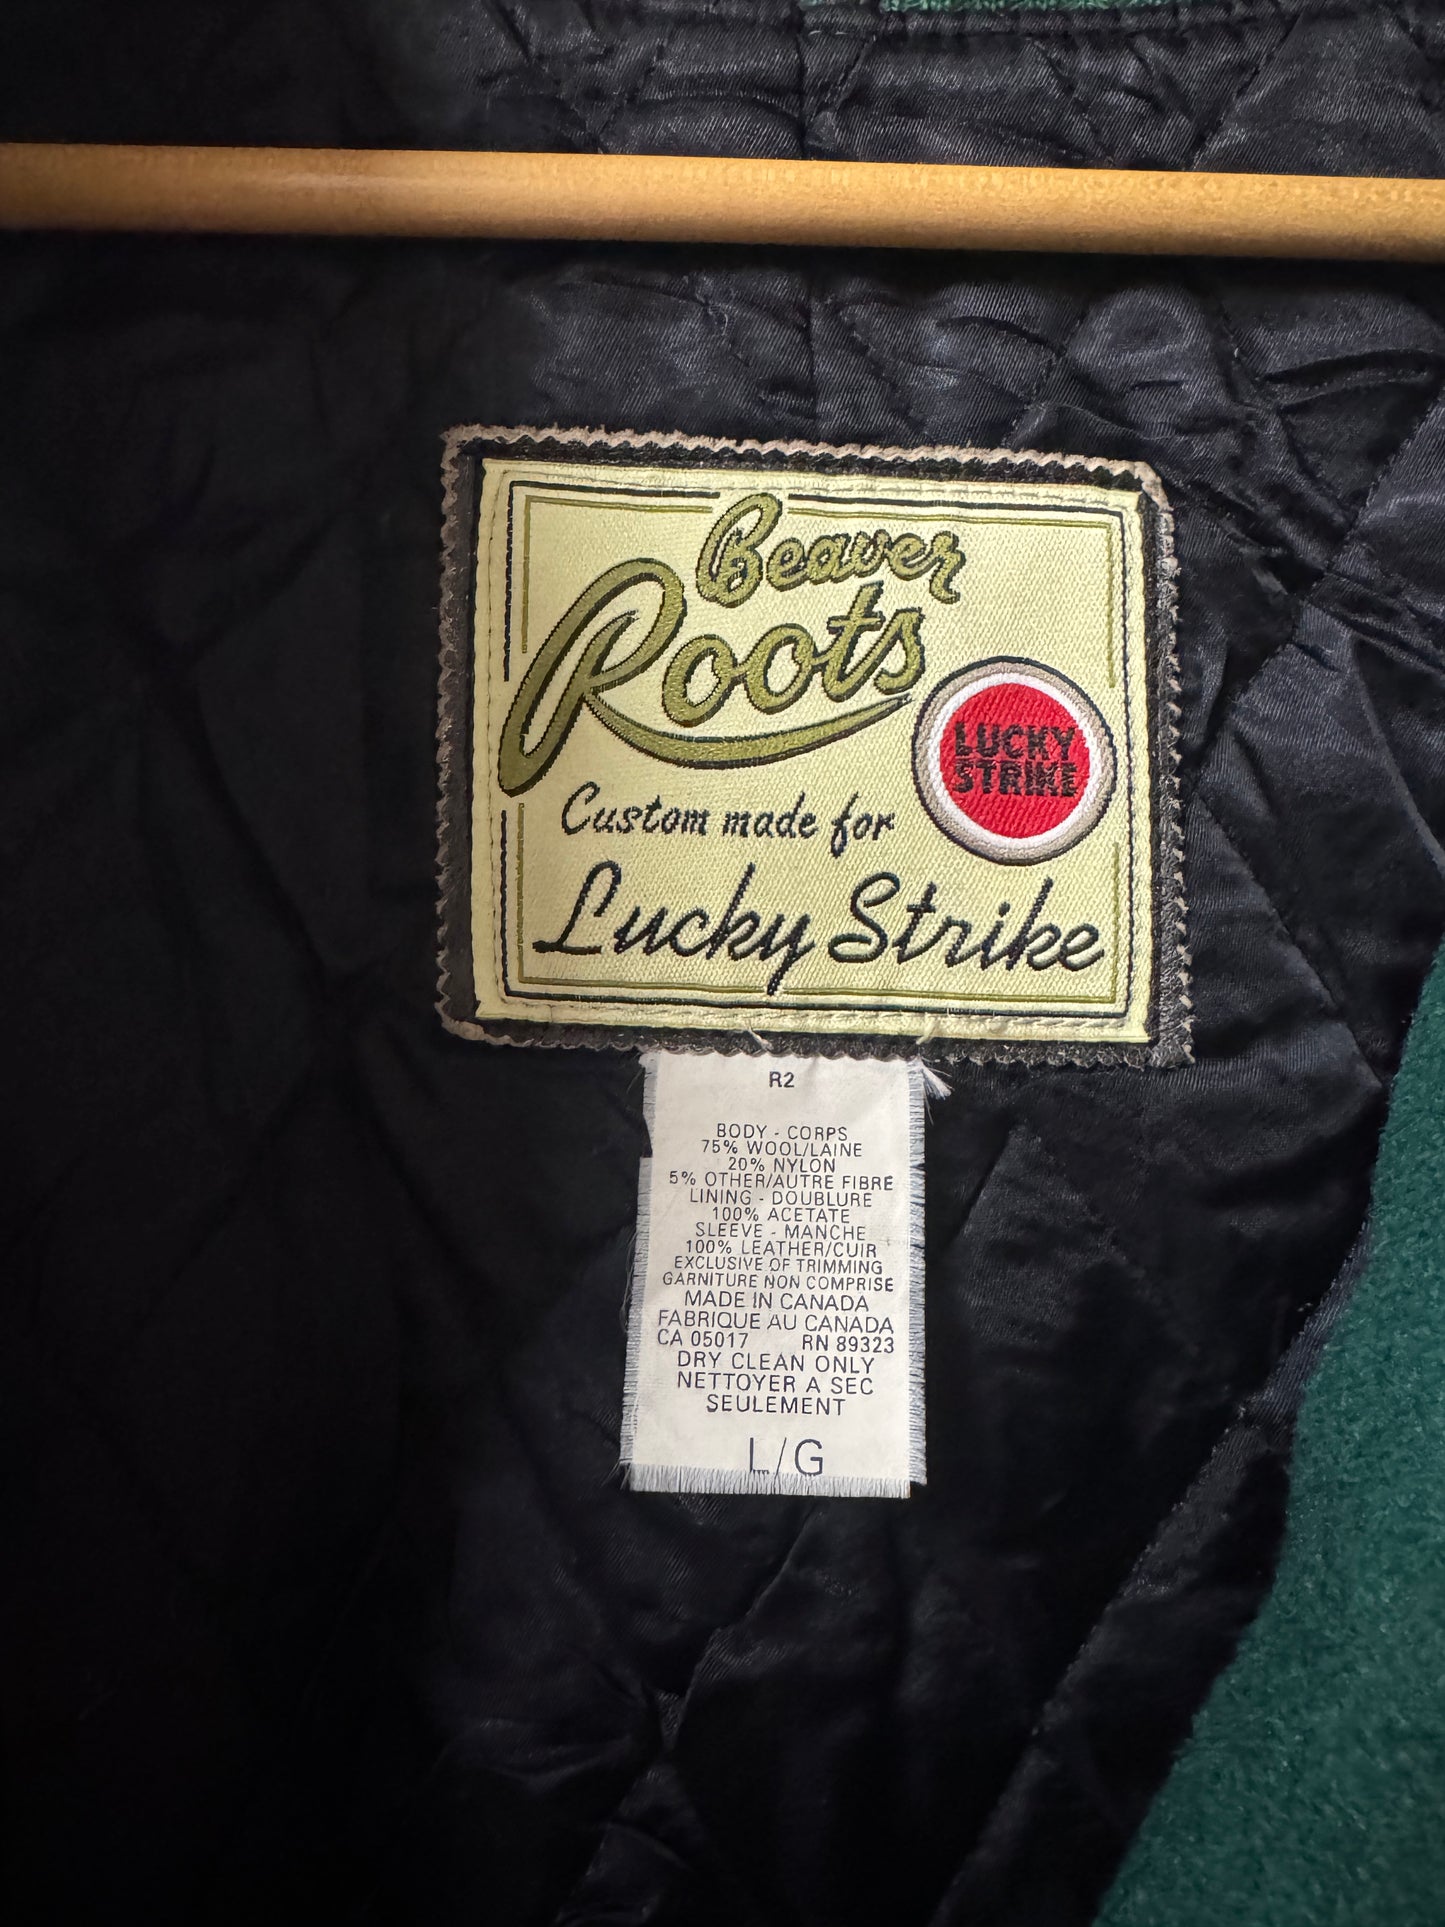 Beaver
Roots
LUCKY
STRIKE
Custom made for
Lucky Strike
R2
BODY - CORPS
75% WOOL/LAINE
20% NYLON
5% OTHER/AUTRE FIBRE
LINING - DOUBLURE
100% ACETATE
SLEEVE - MANCHE
100% LEATHER/CUIR
EXCLUSIVE OF TRIMMING
GARNITURE NON COMPRISE
MADE IN CANADA
FABRIQUE AU CANADA
CA 05017 RN 89323
DRY CLEAN ONLY
NETTOYER A SEC
SEULEMENT
L/G